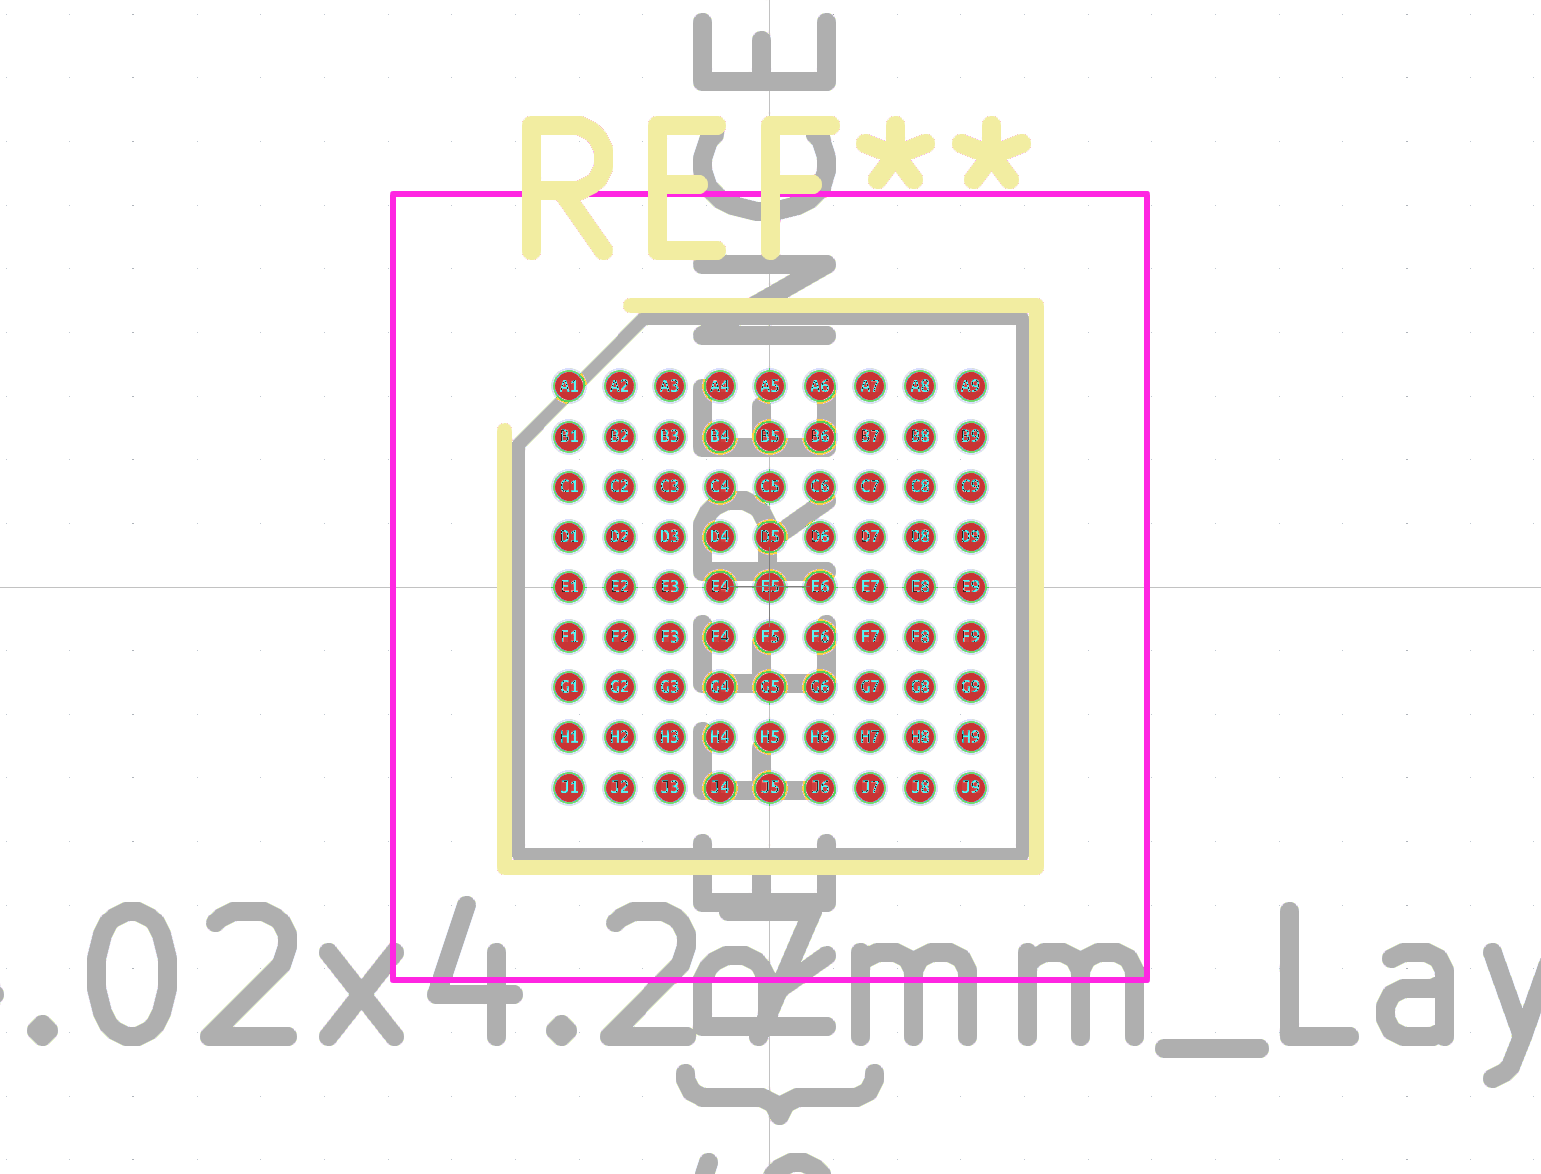 REF**
A1 A2 A3 A4 A5 A6 A7 A8 A9
B1 B2 B3 B4 B5 B6 B7 B8 B9
C1 C2 C3 C4 C5 C6 C7 C8 C9
D1 D2 D3 D4 D5 D6 D7 D8 D9
E1 E2 E3 E4 E5 E6 E7 E8 E9
F1 F2 F3 F4 F5 F6 F7 F8 F9
G1 G2 G3 G4 G5 G6 G7 G8 G9
H1 H2 H3 H4 H5 H6 H7 H8 H9
J1 J2 J3 J4 J5 J6 J7 J8 J9
.02x4.27mm_Lay
{REFERENCE